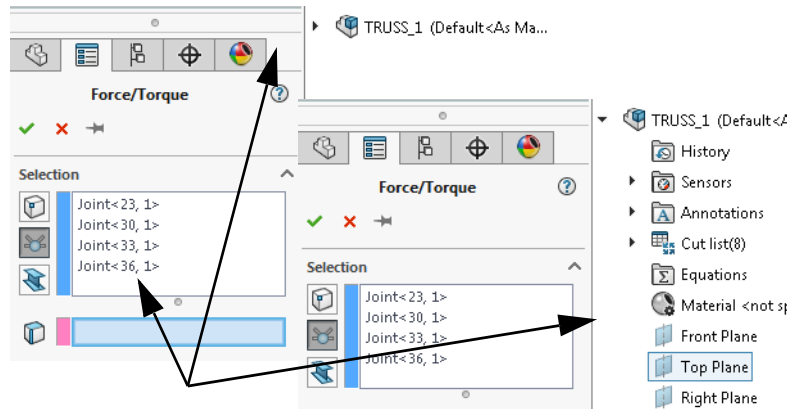 TRUSS_1 (Default<As Ma...
Force/Torque
Selection
Joint<23, 1>
Joint<30, 1>
Joint<33, 1>
Joint<36, 1>
Force/Torque
Selection
Joint<23, 1>
Joint<30, 1>
Joint<33, 1>
Joint<36, 1>
TRUSS_1 (Default<A
History
Sensors
Annotations
Cut list(8)
Equations
Material <not sp
Front Plane
Top Plane
Right Plane